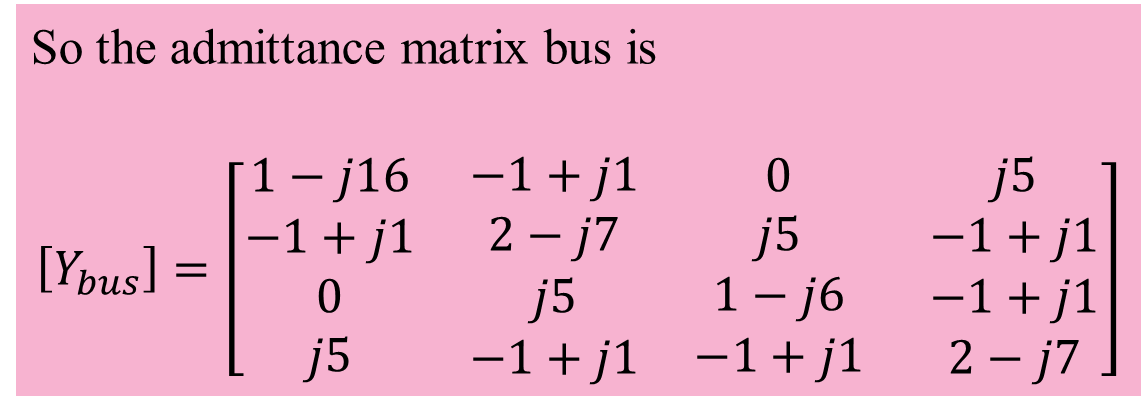 So the admittance matrix bus is
[Y_bus] = [1 − j16 −1 + j1 0 j5
−1 + j1 2 − j7 j5 −1 + j1
0 j5 1 − j6 −1 + j1
j5 −1 + j1 −1 + j1 2 − j7]